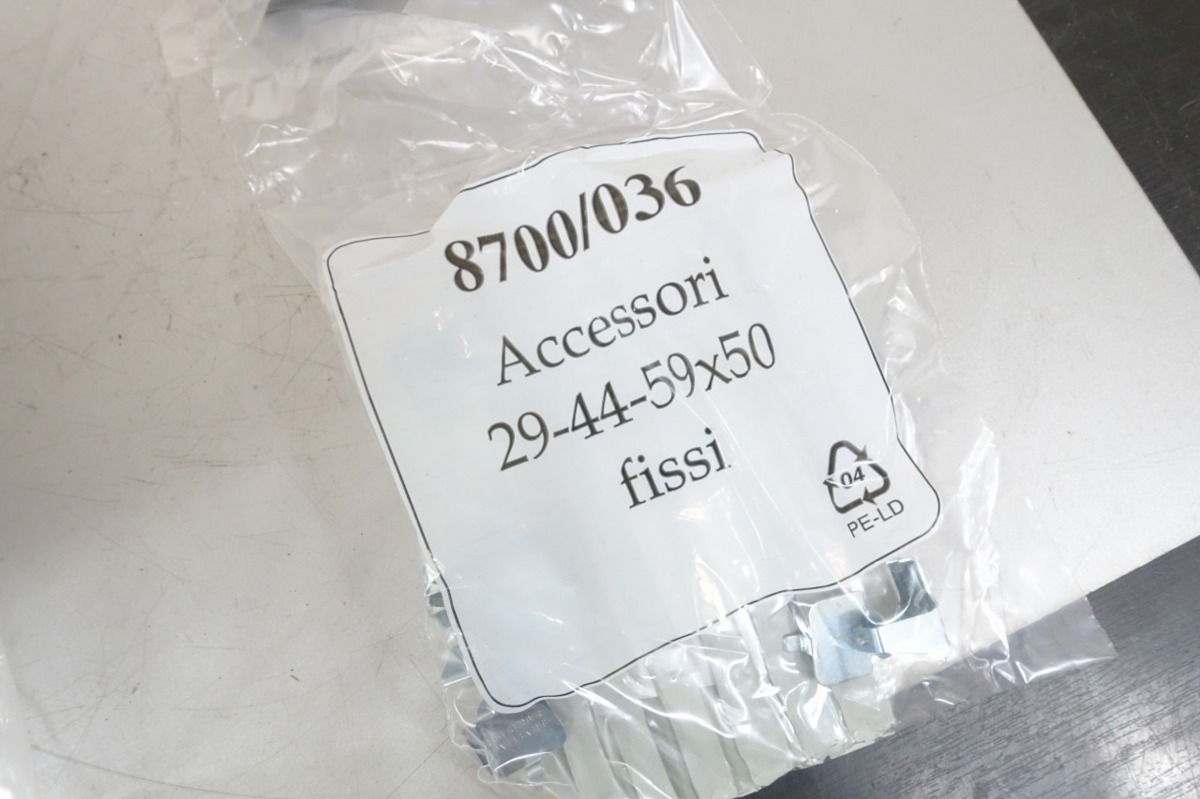 8700/036
Accessori
29-44-59x50
fissi
04
PE-LD